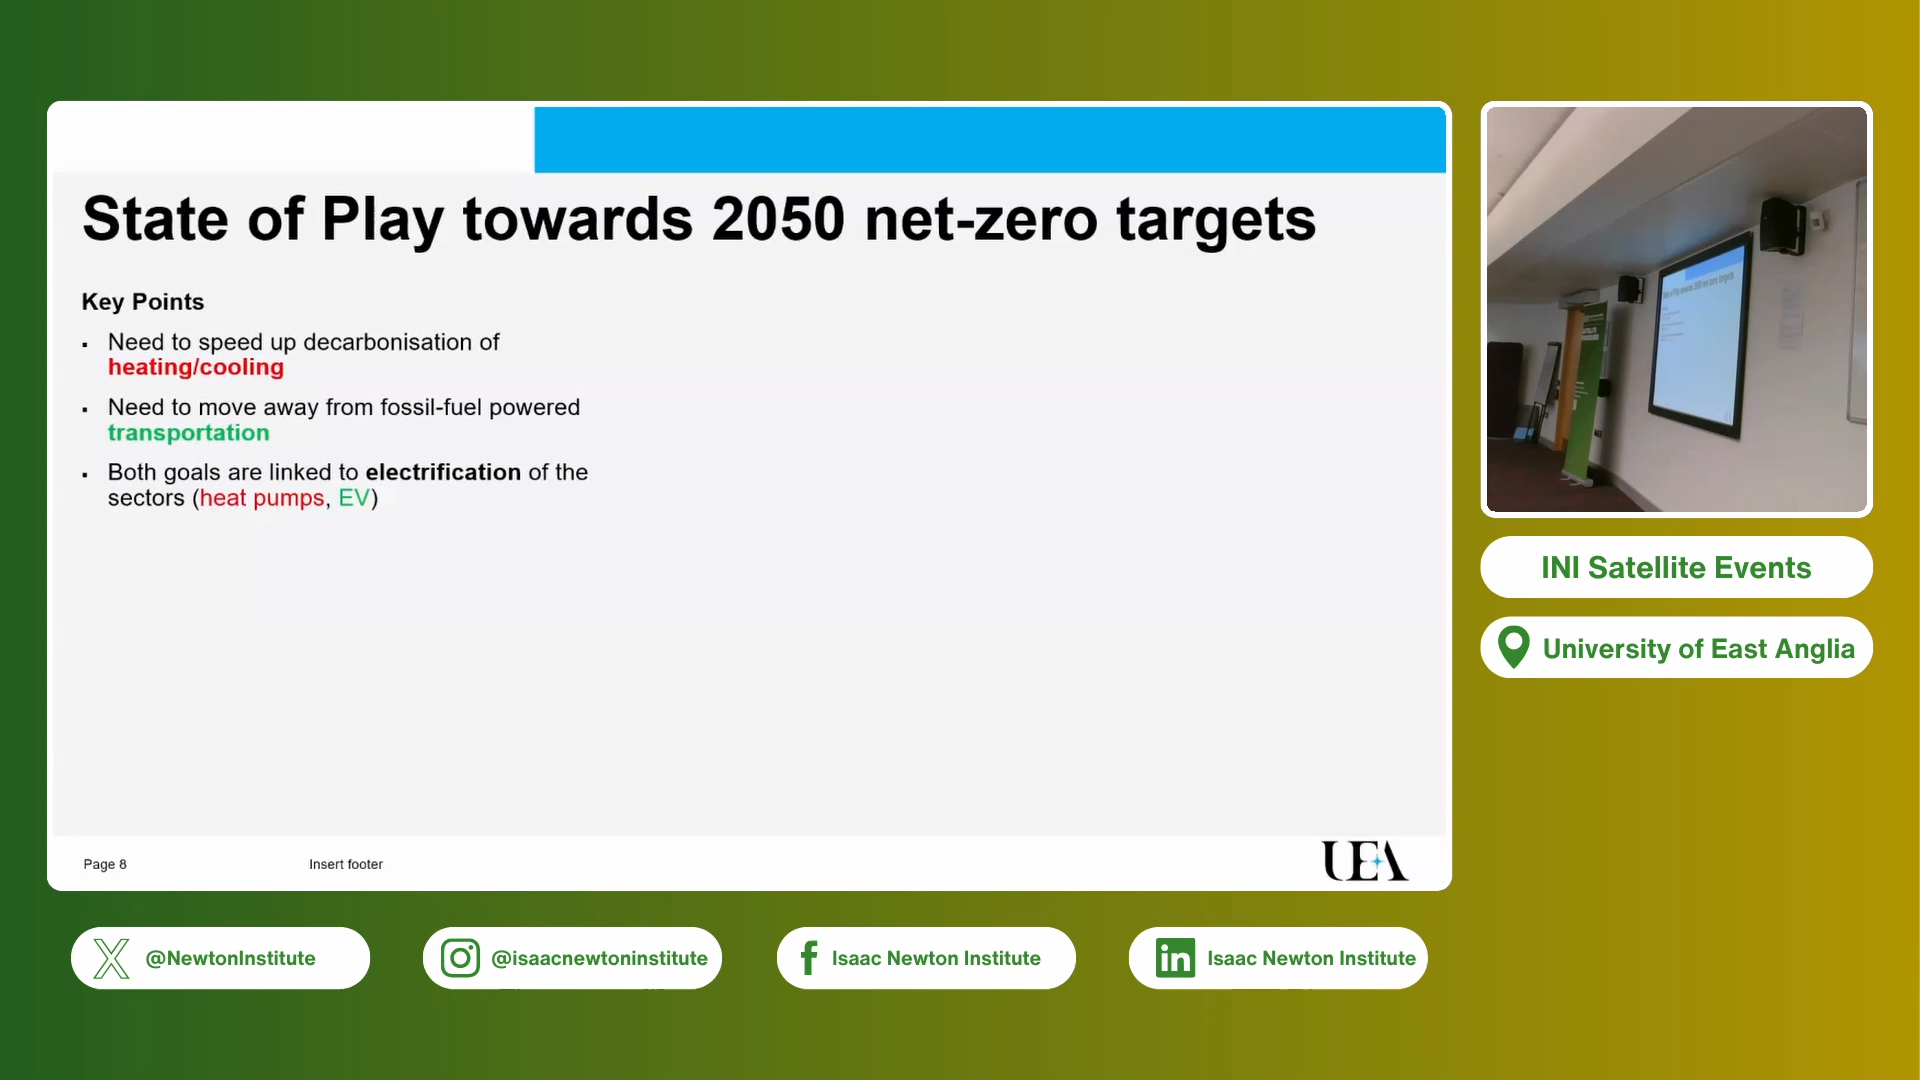 State of Play towards 2050 net-zero targets
Key Points
▪ Need to speed up decarbonisation of
heating/cooling
▪ Need to move away from fossil-fuel powered
transportation
▪ Both goals are linked to electrification of the
sectors (heat pumps, EV)
Page 8
Insert footer
UEA
INI Satellite Events
University of East Anglia
@NewtonInstitute
@isaacnewtoninstitute
Isaac Newton Institute
Isaac Newton Institute